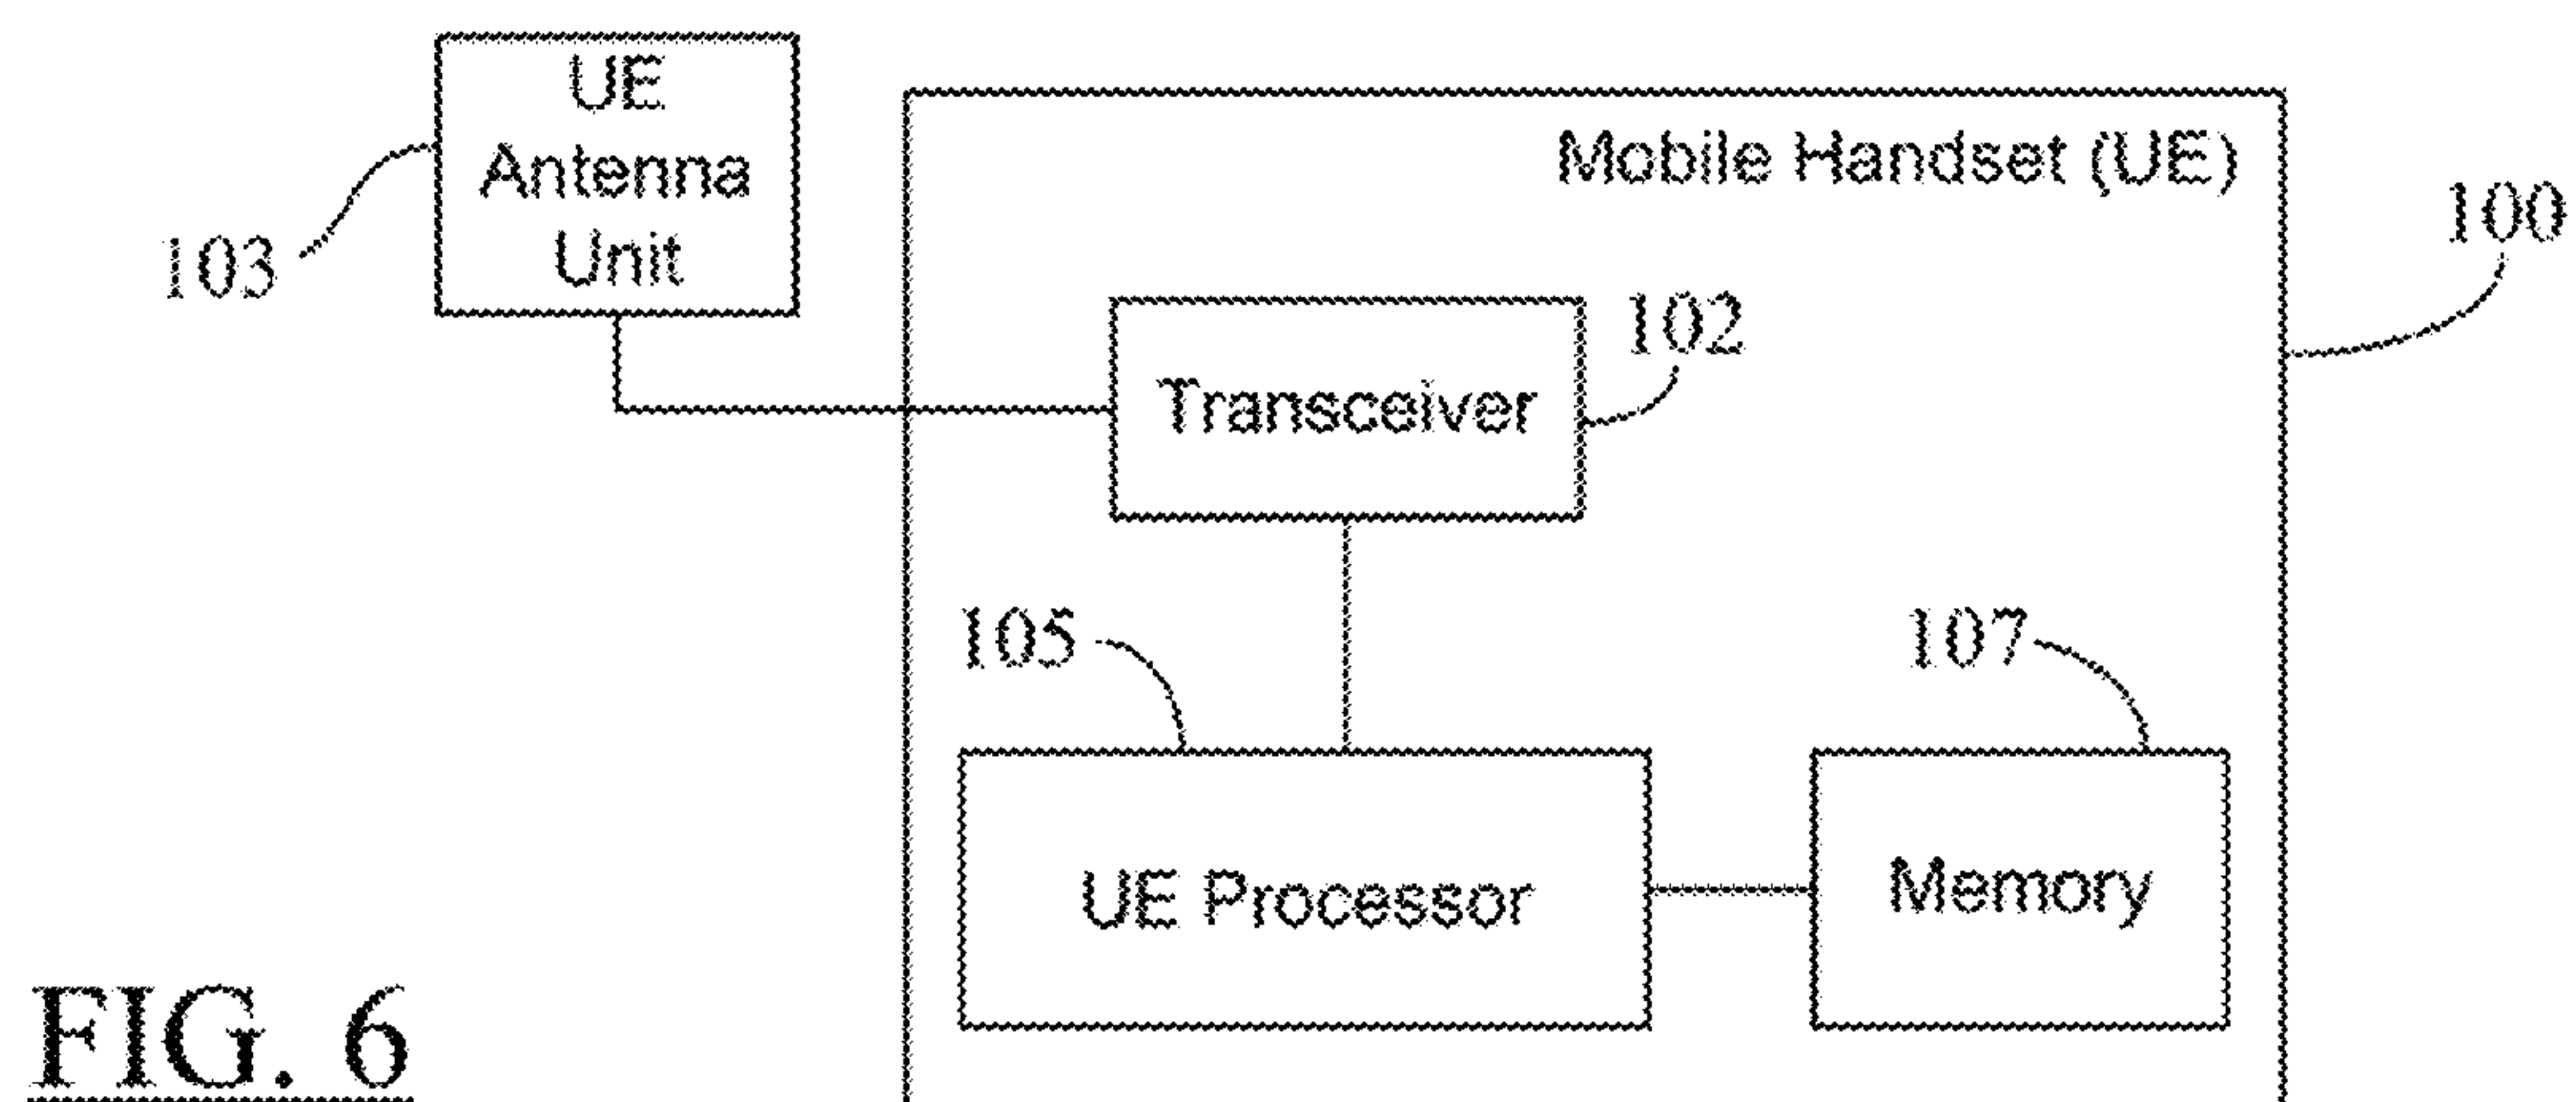 UE
Antenna
Unit
103
Mobile Handset (UE)
100
102
Transceiver
105
107
UE Processor
Memory
FIG. 6